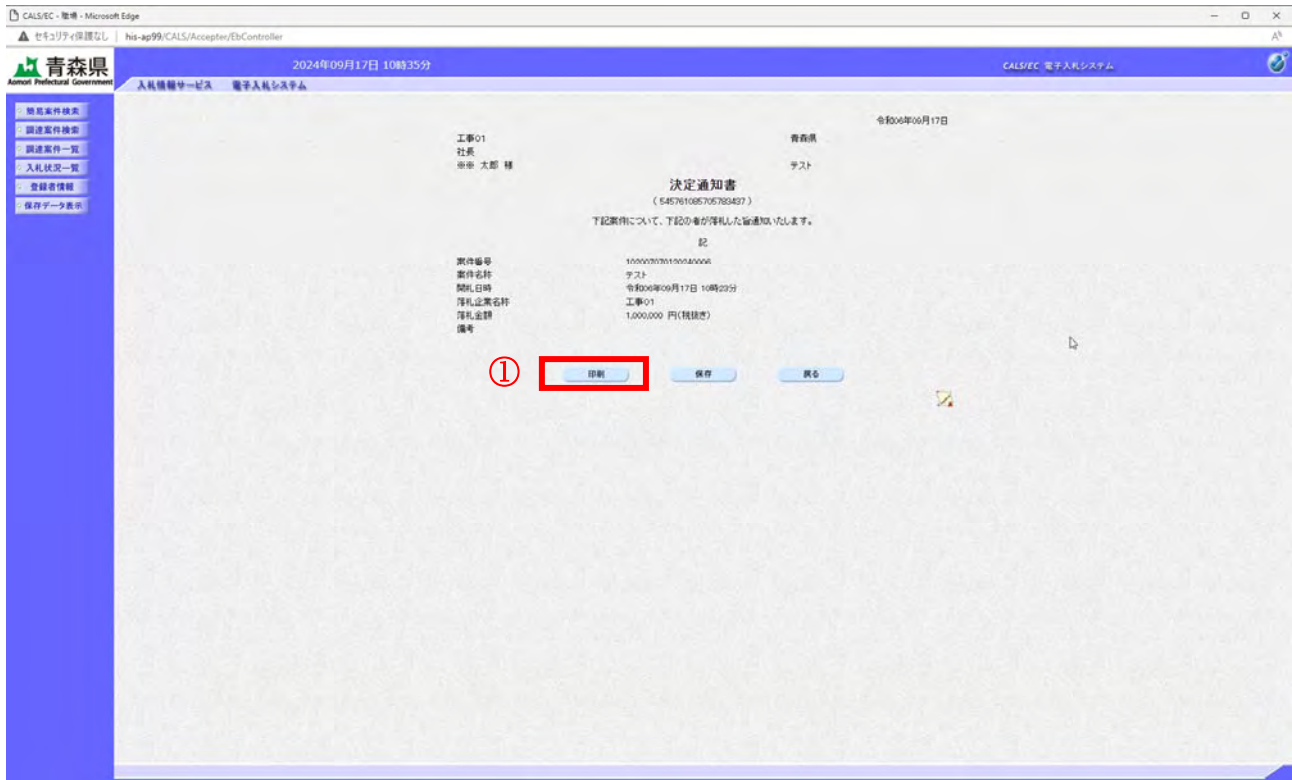 CALS/EC - 職場 - Microsoft Edge
セキュリティ保護なし | his-ap99/CALS/Accepter/EbController
青森県
Aomori Prefectural Government
2024年09月17日 10時35分
CALS/EC 電子入札システム
入札情報サービス 電子入札システム
簡易案件検索
調達案件検索
調達案件一覧
入札状況一覧
登録者情報
保存データ表示
令和06年09月17日
工事01
青森県
社長
※※ 太郎 様
テスト
決定通知書
( 545761085705783437 )
下記案件について、下記の者が落札した旨通知いたします。
記
案件番号
案件名称 テスト
開札日時 令和06年09月17日 10時23分
落札企業名称 工事01
落札金額 1,000,000 円(税抜き)
備考
① 印刷 保存 戻る